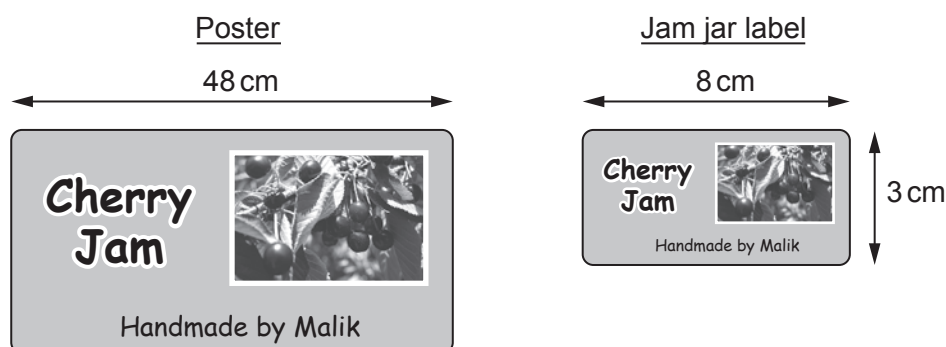 Poster
48 cm
Cherry
Jam
Handmade by Malik
Jam jar label
8 cm
Cherry
Jam
Handmade by Malik
3 cm